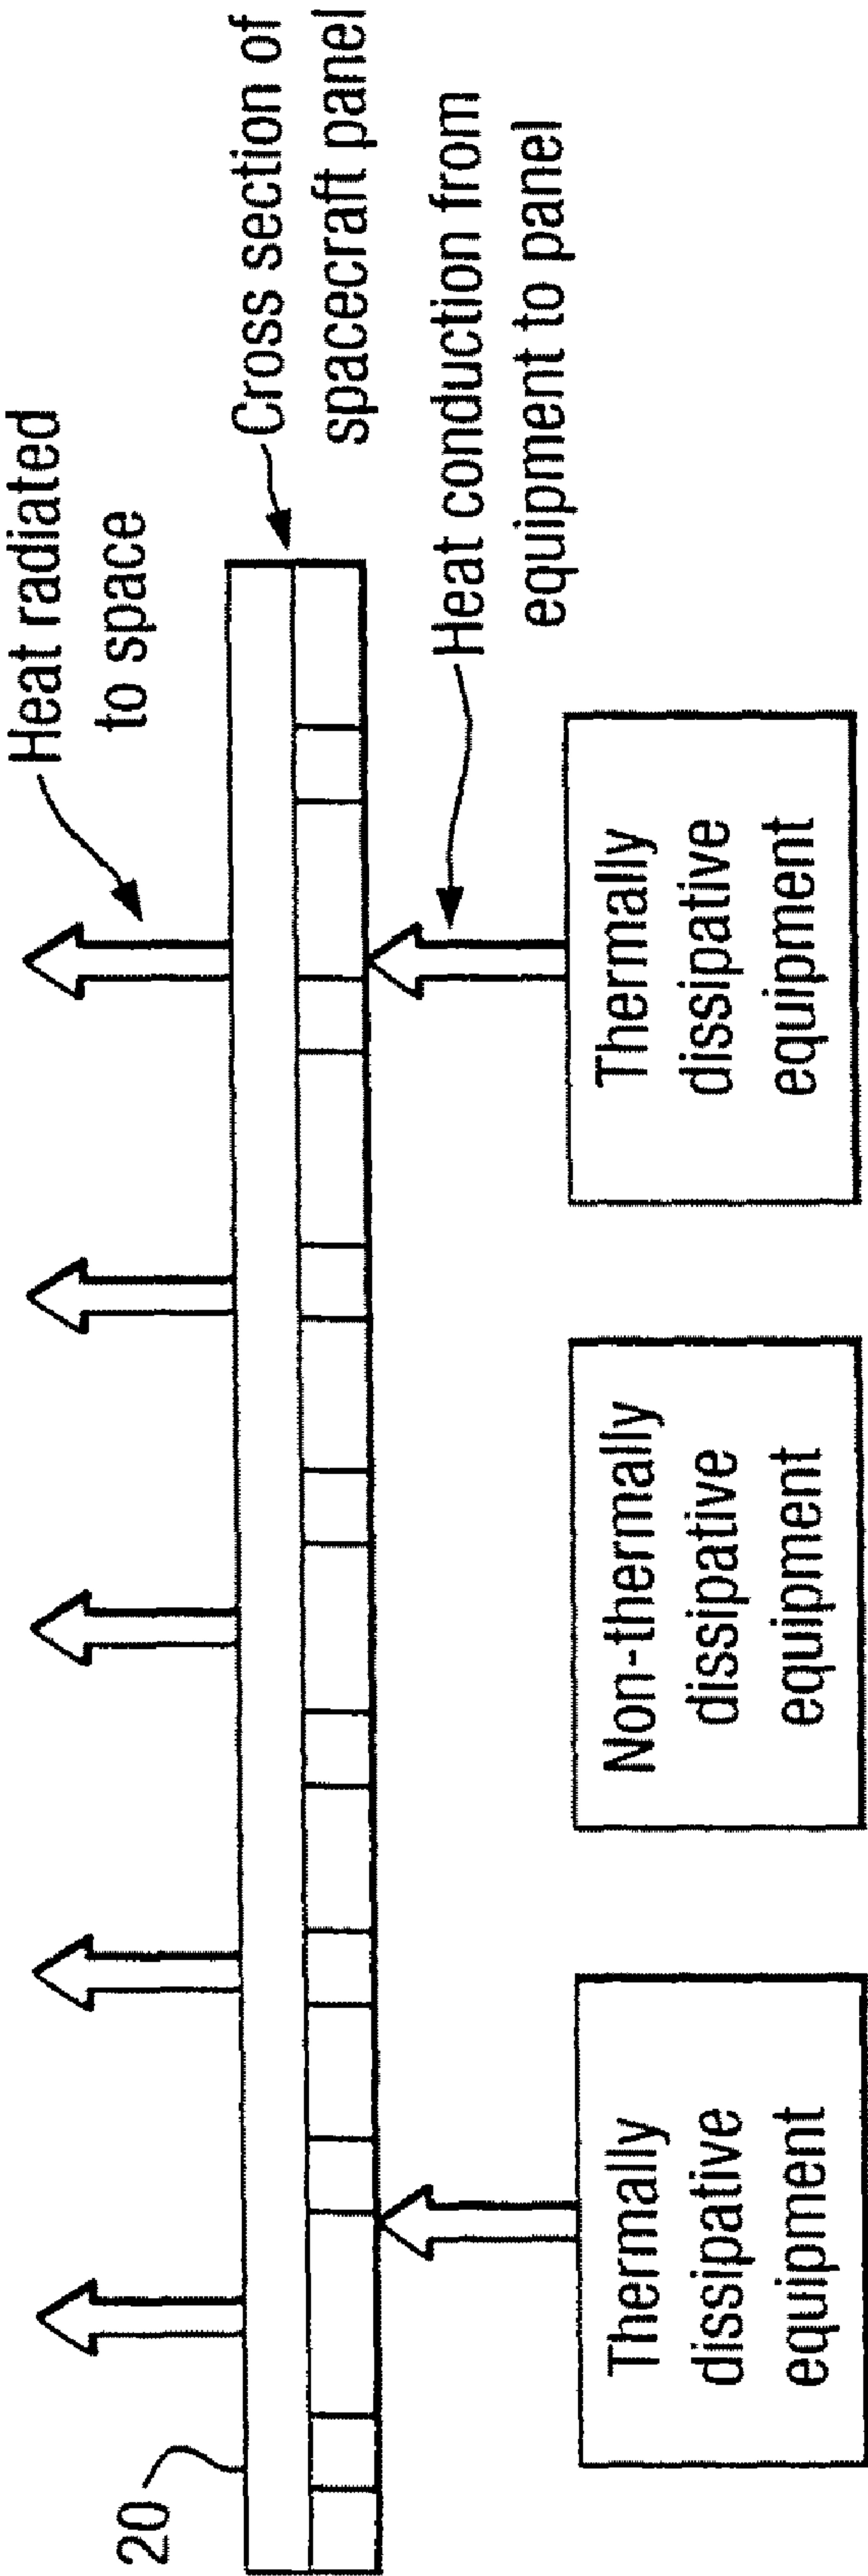 Heat radiated
to space
Cross section of
spacecraft panel
Heat conduction from
equipment to panel
20
Thermally
dissipative
equipment
Non-thermally
dissipative
equipment
Thermally
dissipative
equipment